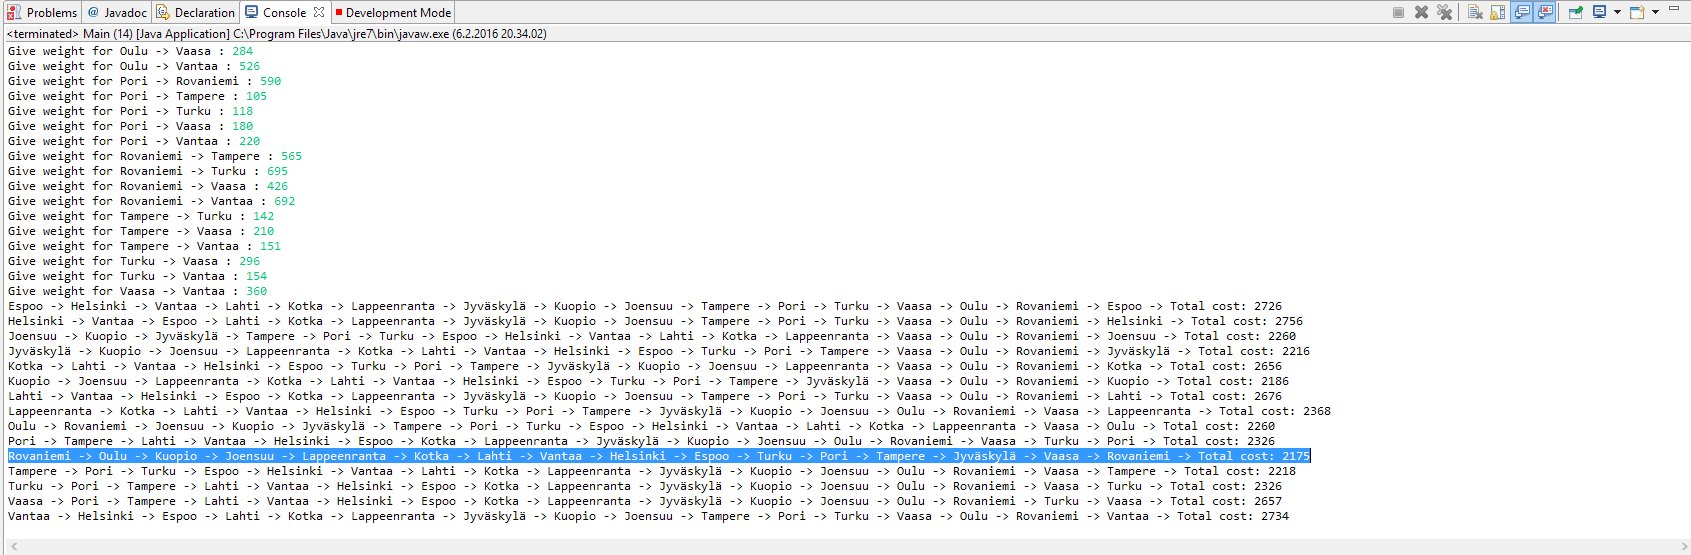 Problems @ Javadoc Declaration Console Development Mode
<terminated> Main (14) [Java Application] C:\Program Files\Java\jre7\bin\javaw.exe (6.2.2016 20.34.02)
Give weight for Oulu -> Vaasa : 284
Give weight for Oulu -> Vantaa : 526
Give weight for Pori -> Rovaniemi : 590
Give weight for Pori -> Tampere : 105
Give weight for Pori -> Turku : 118
Give weight for Pori -> Vaasa : 180
Give weight for Pori -> Vantaa : 220
Give weight for Rovaniemi -> Tampere : 565
Give weight for Rovaniemi -> Turku : 695
Give weight for Rovaniemi -> Vaasa : 426
Give weight for Rovaniemi -> Vantaa : 692
Give weight for Tampere -> Turku : 142
Give weight for Tampere -> Vaasa : 210
Give weight for Tampere -> Vantaa : 151
Give weight for Turku -> Vaasa : 296
Give weight for Turku -> Vantaa : 154
Give weight for Vaasa -> Vantaa : 360
Espoo -> Helsinki -> Vantaa -> Lahti -> Kotka -> Lappeenranta -> Jyväskylä -> Kuopio -> Joensuu -> Tampere -> Pori -> Turku -> Vaasa -> Oulu -> Rovaniemi -> Espoo -> Total cost: 2726
Helsinki -> Vantaa -> Espoo -> Lahti -> Kotka -> Lappeenranta -> Jyväskylä -> Kuopio -> Joensuu -> Tampere -> Pori -> Turku -> Vaasa -> Oulu -> Rovaniemi -> Helsinki -> Total cost: 2756
Joensuu -> Kuopio -> Jyväskylä -> Tampere -> Pori -> Turku -> Espoo -> Helsinki -> Vantaa -> Lahti -> Kotka -> Lappeenranta -> Vaasa -> Oulu -> Rovaniemi -> Joensuu -> Total cost: 2260
Jyväskylä -> Kuopio -> Joensuu -> Lappeenranta -> Kotka -> Lahti -> Vantaa -> Helsinki -> Espoo -> Turku -> Pori -> Tampere -> Vaasa -> Oulu -> Rovaniemi -> Jyväskylä -> Total cost: 2216
Kotka -> Lahti -> Vantaa -> Helsinki -> Espoo -> Turku -> Pori -> Tampere -> Jyväskylä -> Kuopio -> Joensuu -> Lappeenranta -> Vaasa -> Oulu -> Rovaniemi -> Kotka -> Total cost: 2656
Kuopio -> Joensuu -> Lappeenranta -> Kotka -> Lahti -> Vantaa -> Helsinki -> Espoo -> Turku -> Pori -> Tampere -> Jyväskylä -> Vaasa -> Oulu -> Rovaniemi -> Kuopio -> Total cost: 2186
Lahti -> Vantaa -> Helsinki -> Espoo -> Kotka -> Lappeenranta -> Jyväskylä -> Kuopio -> Joensuu -> Tampere -> Pori -> Turku -> Vaasa -> Oulu -> Rovaniemi -> Lahti -> Total cost: 2676
Lappeenranta -> Kotka -> Lahti -> Vantaa -> Helsinki -> Espoo -> Turku -> Pori -> Tampere -> Jyväskylä -> Kuopio -> Joensuu -> Oulu -> Rovaniemi -> Vaasa -> Lappeenranta -> Total cost: 2368
Oulu -> Rovaniemi -> Joensuu -> Kuopio -> Jyväskylä -> Tampere -> Pori -> Turku -> Espoo -> Helsinki -> Vantaa -> Lahti -> Kotka -> Lappeenranta -> Vaasa -> Oulu -> Total cost: 2260
Pori -> Tampere -> Lahti -> Vantaa -> Helsinki -> Espoo -> Kotka -> Lappeenranta -> Jyväskylä -> Kuopio -> Joensuu -> Oulu -> Rovaniemi -> Vaasa -> Turku -> Pori -> Total cost: 2326
Rovaniemi -> Oulu -> Kuopio -> Joensuu -> Lappeenranta -> Kotka -> Lahti -> Vantaa -> Helsinki -> Espoo -> Turku -> Pori -> Tampere -> Jyväskylä -> Vaasa -> Rovaniemi -> Total cost: 2175
Tampere -> Pori -> Turku -> Espoo -> Helsinki -> Vantaa -> Lahti -> Kotka -> Lappeenranta -> Jyväskylä -> Kuopio -> Joensuu -> Oulu -> Rovaniemi -> Vaasa -> Tampere -> Total cost: 2218
Turku -> Pori -> Tampere -> Lahti -> Vantaa -> Helsinki -> Espoo -> Kotka -> Lappeenranta -> Jyväskylä -> Kuopio -> Joensuu -> Oulu -> Rovaniemi -> Vaasa -> Turku -> Total cost: 2326
Vaasa -> Pori -> Tampere -> Lahti -> Vantaa -> Helsinki -> Espoo -> Kotka -> Lappeenranta -> Jyväskylä -> Kuopio -> Joensuu -> Oulu -> Rovaniemi -> Turku -> Vaasa -> Total cost: 2657
Vantaa -> Helsinki -> Espoo -> Lahti -> Kotka -> Lappeenranta -> Jyväskylä -> Kuopio -> Joensuu -> Tampere -> Pori -> Turku -> Vaasa -> Oulu -> Rovaniemi -> Vantaa -> Total cost: 2734